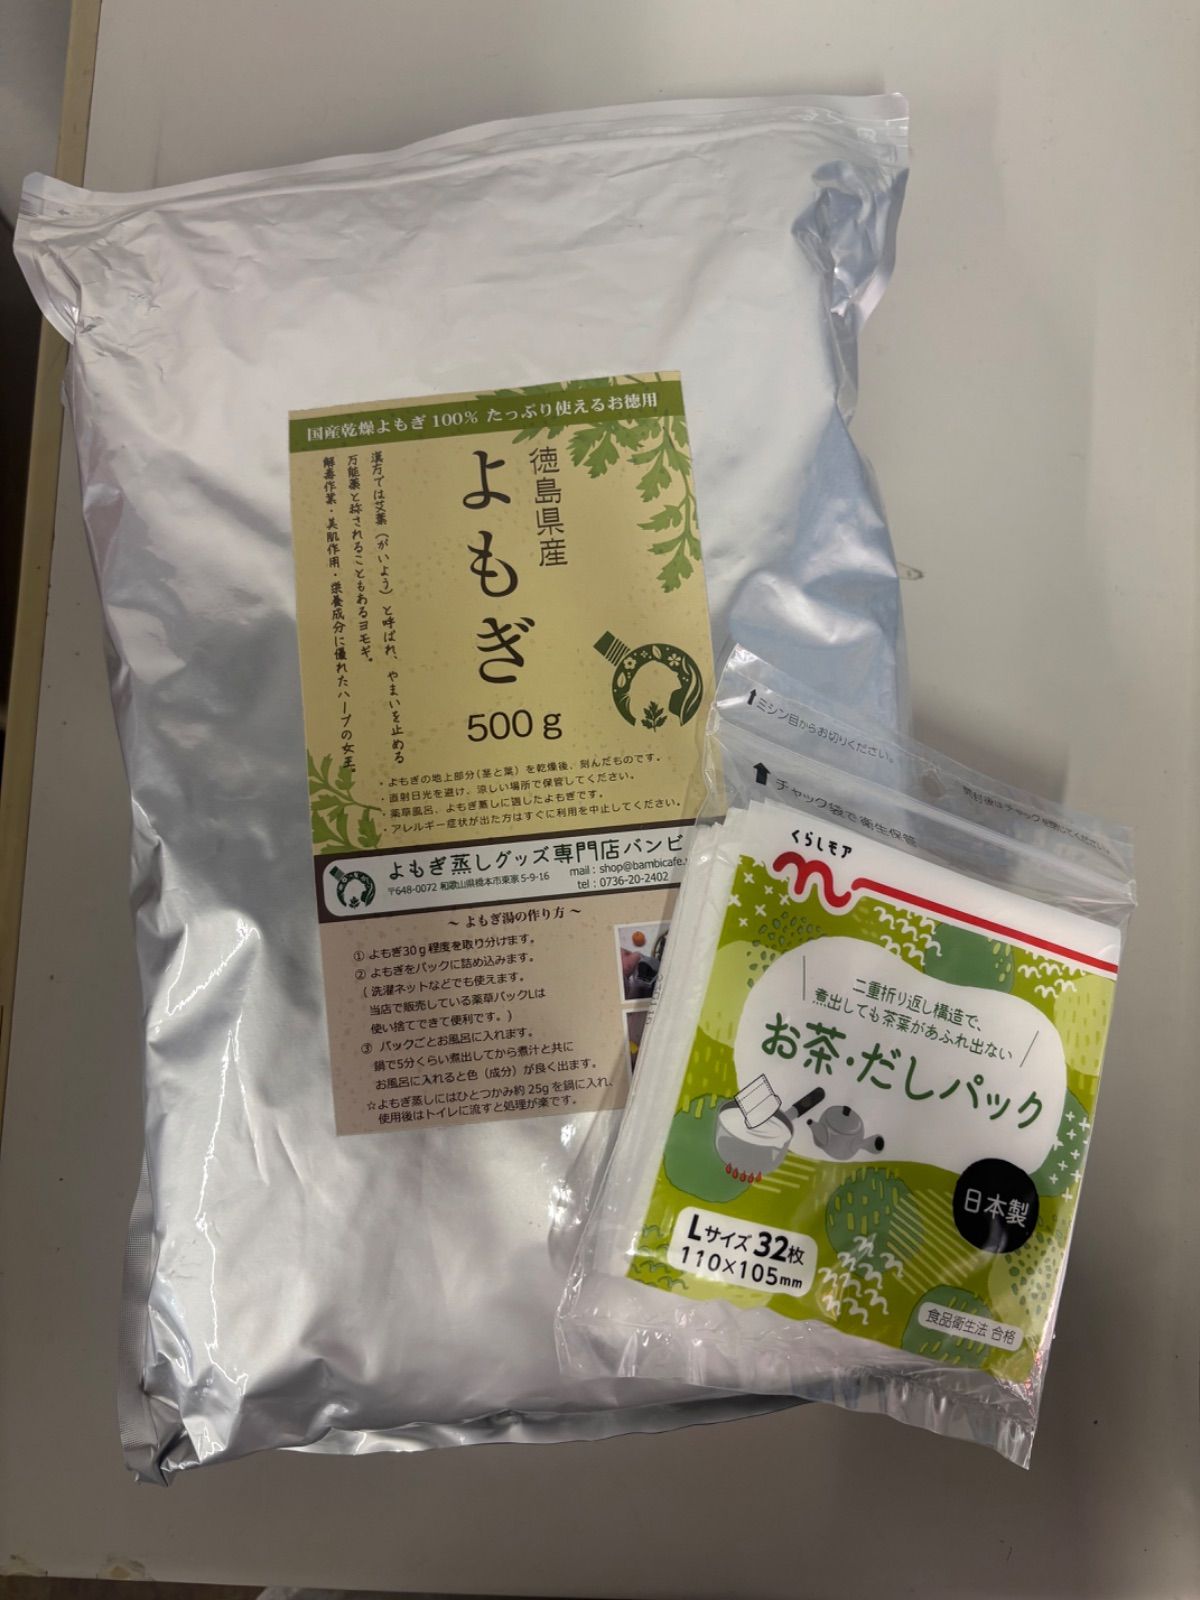 国産乾燥よもぎ100% たっぷり使えるお徳用
徳島県産
よもぎ
500g
漢方では艾葉(がいよう)と呼ばれ、やまいを止める
万能薬と称されることもあるヨモギ。
解毒作業・美肌作用・栄養成分に優れたハーブの女王。
・よもぎの地上部分(茎と葉)を乾燥後、刻んだものです。
・直射日光を避け、涼しい場所で保管してください。
・薬草風呂、よもぎ蒸しに適したよもぎです。
・アレルギー症状が出た方はすぐに利用を中止してください。
よもぎ蒸しグッズ専門店バンビ
〒648-0072 和歌山県橋本市東家5-9-16
mail : shop@bambicafe.
tel : 0736-20-2402
~ よもぎ湯の作り方 ~
① よもぎ30g程度を取り分けます。
② よもぎをパックに詰め込みます。
(洗濯ネットなどでも使えます。
当店で販売している薬草パックLは
使い捨てできて便利です。)
③ パックごとお風呂に入れます。
鍋で5分くらい煮出してから煮汁と共に
お風呂に入れると色(成分)が良く出ます。
☆よもぎ蒸しにはひとつかみ約25gを鍋に入れ、
使用後はトイレに流すと処理が楽です。
ミシン目からお切りください。
チャック袋で衛生保管
開封後はチャックを閉じてください。
くらしモア
二重折り返し構造で、
煮出しても茶葉があふれ出ない
お茶・だしパック
日本製
Lサイズ32枚
110×105mm
食品衛生法 合格